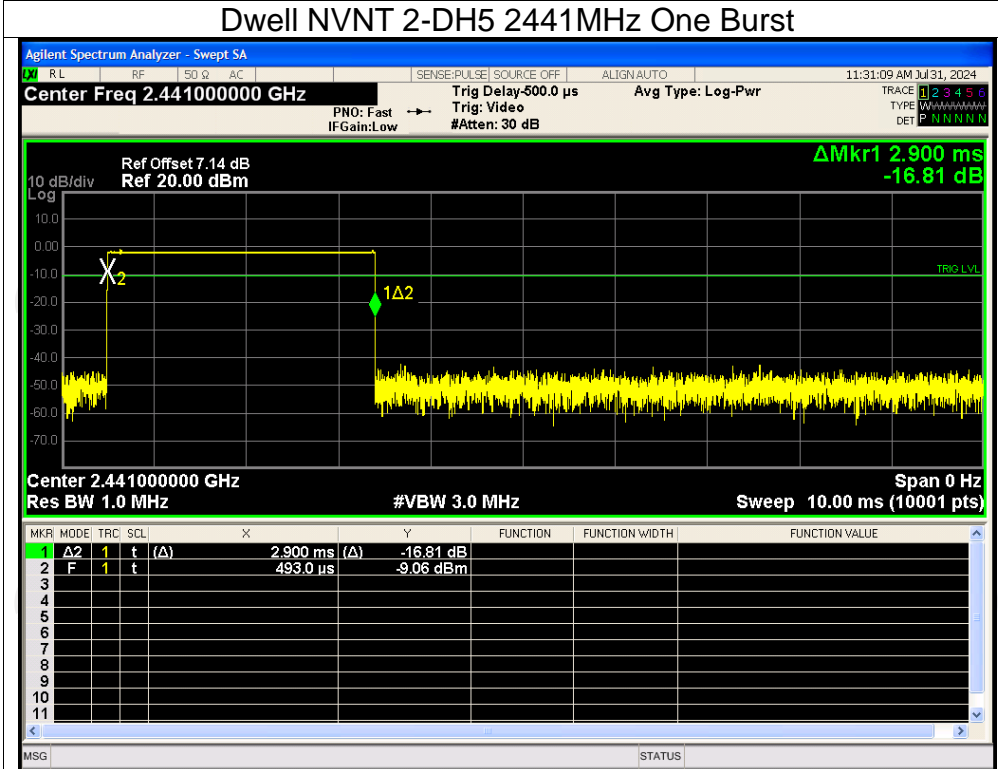 Dwell NVNT 2-DH5 2441MHz One Burst
Agilent Spectrum Analyzer - Swept SA
LXI RL RF 50 Ω AC SENSE:PULSE SOURCE OFF ALIGN AUTO 11:31:09 AM Jul 31, 2024
Center Freq 2.441000000 GHz
Trig Delay-500.0 µs Avg Type: Log-Pwr TRACE 1 2 3 4 5 6
PNO: Fast Trig: Video TYPE WWWWWW
IFGain:Low #Atten: 30 dB DET P N N N N N
ΔMkr1 2.900 ms
-16.81 dB
Ref Offset 7.14 dB
10 dB/div Ref 20.00 dBm
Log
10.0
0.00
-10.0
TRIG LVL
2
1Δ2
-20.0
-30.0
-40.0
-50.0
-60.0
-70.0
Center 2.441000000 GHz Span 0 Hz
Res BW 1.0 MHz #VBW 3.0 MHz Sweep 10.00 ms (10001 pts)
MKR MODE TRC SCL X Y FUNCTION FUNCTION WIDTH FUNCTION VALUE
1 Δ2 1 t (Δ) 2.900 ms (Δ) -16.81 dB
2 F 1 t 493.0 µs -9.06 dBm
3
4
5
6
7
8
9
10
11
MSG STATUS